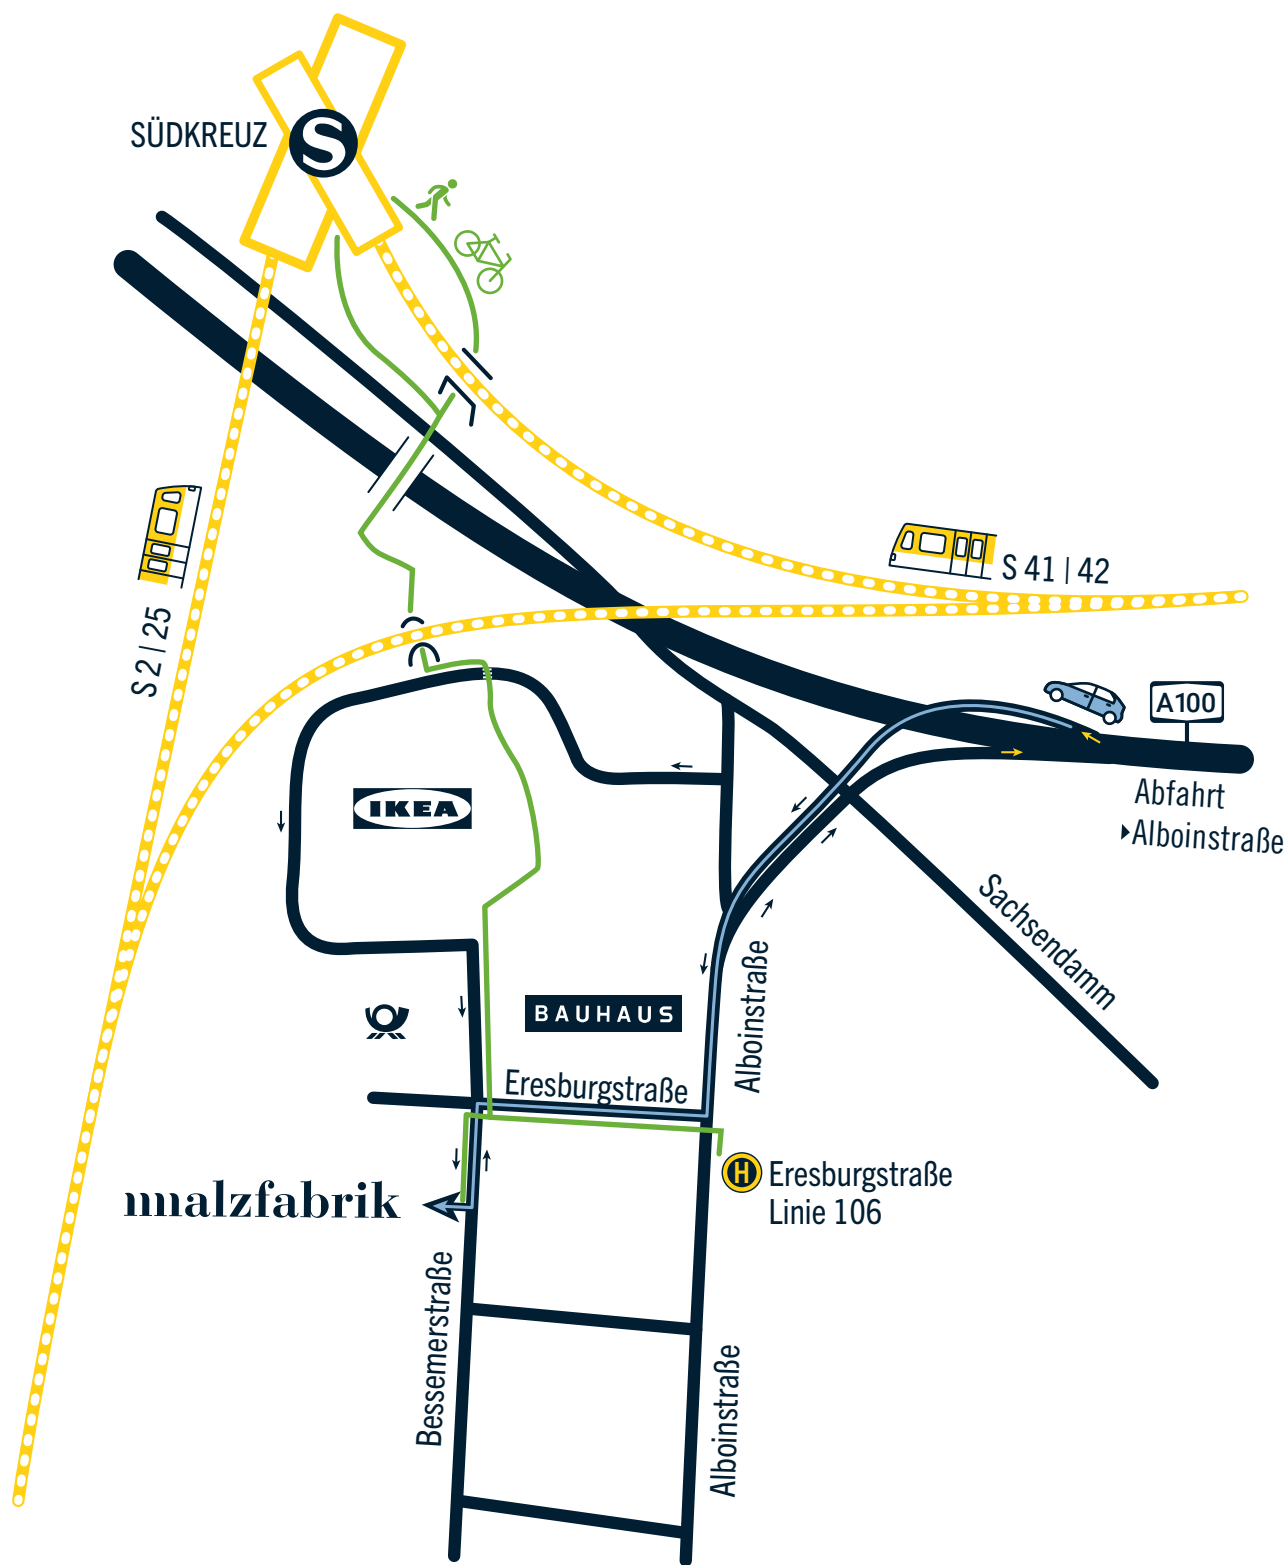 SÜDKREUZ
S
S 41 | 42
S 2 | 25
A100
Abfahrt
▸Alboinstraße
IKEA
Sachsendamm
BAUHAUS
Alboinstraße
Eresburgstraße
H
Eresburgstraße
Linie 106
malzfabrik
Bessemerstraße
Alboinstraße